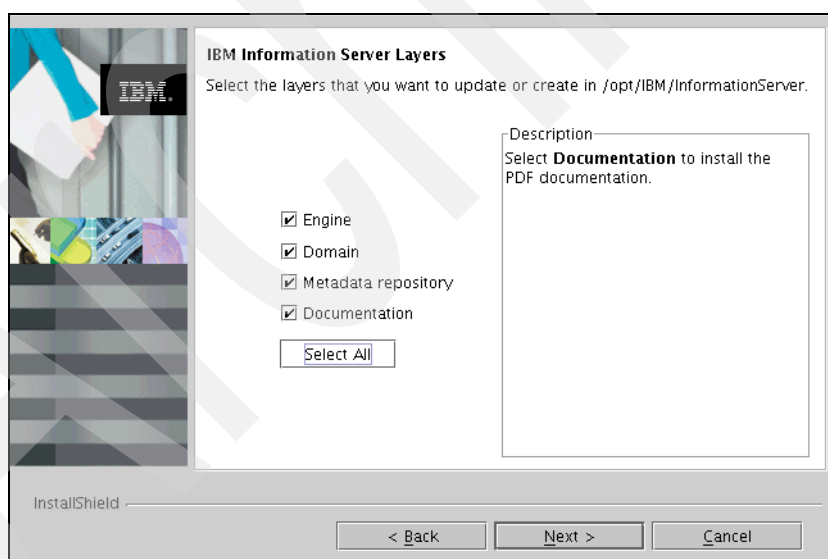 IBM Information Server Layers
Select the layers that you want to update or create in /opt/IBM/InformationServer.
IBM.
Description
Select Documentation to install the
PDF documentation.
Engine
Domain
Metadata repository
Documentation
Select All
InstallShield
< Back
Next >
Cancel